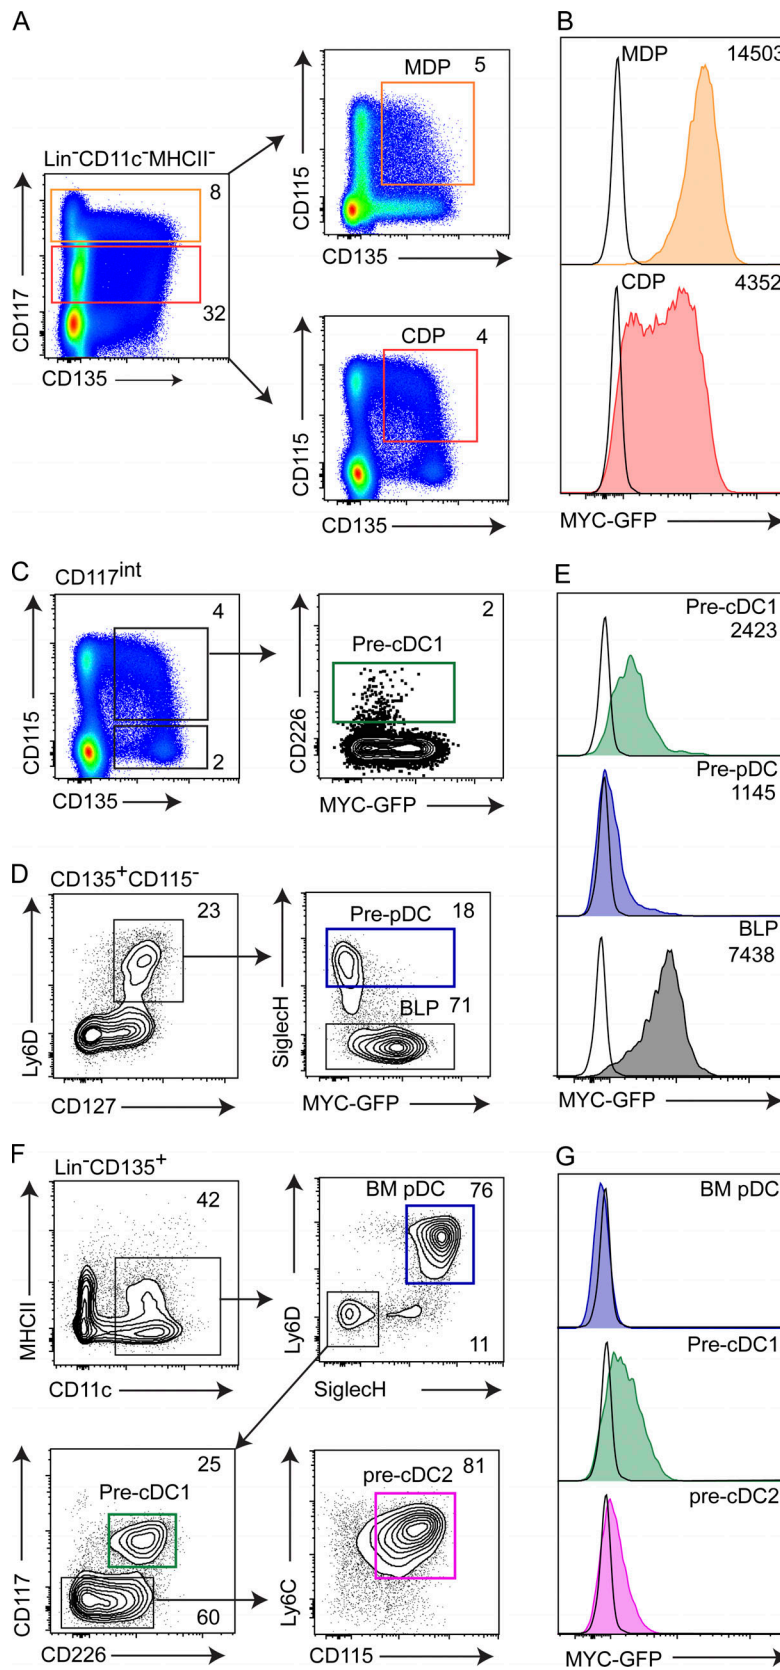 A
Lin⁻CD11c⁻MHCII⁻
8
32
CD117
CD135
MDP 5
CD115
CD135
CDP 4
CD115
CD135
B
MDP 14503
CDP 4352
MYC-GFP
C
CD117int
4
2
CD115
CD135
2
Pre-cDC1
CD226
MYC-GFP
D
CD135⁺CD115⁻
23
Ly6D
CD127
Pre-pDC 18
BLP 71
SiglecH
MYC-GFP
E
Pre-cDC1
2423
Pre-pDC
1145
BLP
7438
MYC-GFP
F
Lin⁻CD135⁺
42
MHCII
CD11c
BM pDC 76
11
Ly6D
SiglecH
25
Pre-cDC1
60
CD117
CD226
pre-cDC2 81
Ly6C
CD115
G
BM pDC
Pre-cDC1
pre-cDC2
MYC-GFP